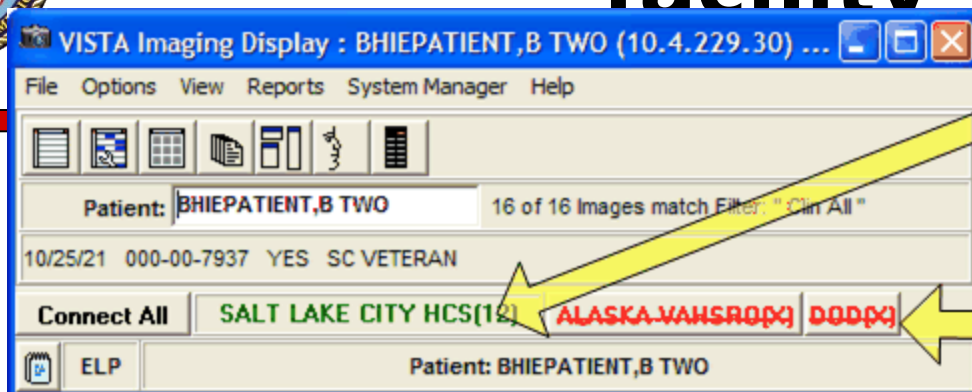 facility
VISTA Imaging Display : BHIEPATIENT,B TWO (10.4.229.30) ...
File Options View Reports System Manager Help
Patient: BHIEPATIENT,B TWO 16 of 16 Images match Filter: " Clin All "
10/25/21 000-00-7937 YES SC VETERAN
Connect All SALT LAKE CITY HCS(12) ALASKA VAHSRO(X) DOD(X)
ELP Patient: BHIEPATIENT,B TWO